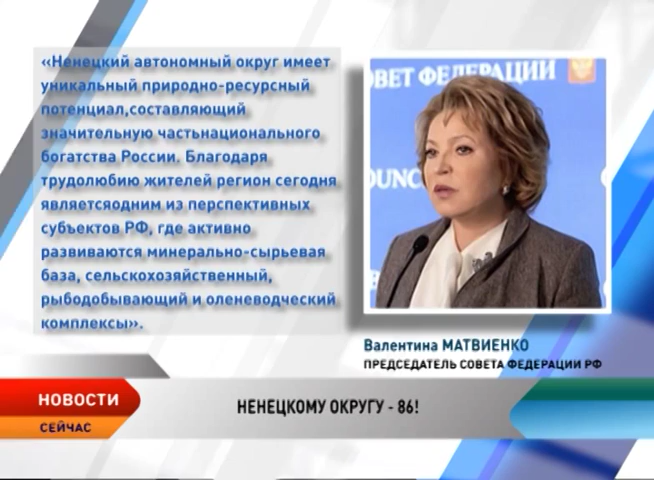 «Ненецкий автономный округ имеет
уникальный природно-ресурсный
потенциал,составляющий
значительную частьнационального
богатства России. Благодаря
трудолюбию жителей регион сегодня
являетсяодним из перспективных
субъектов РФ, где активно
развиваются минерально-сырьевая
база, сельскохозяйственный,
рыбодобывающий и оленеводческий
комплексы».
СОВЕТ ФЕДЕРАЦИИ
COUNC
Валентина МАТВИЕНКО
ПРЕДСЕДАТЕЛЬ СОВЕТА ФЕДЕРАЦИИ РФ
НОВОСТИ
СЕЙЧАС
НЕНЕЦКОМУ ОКРУГУ - 86!